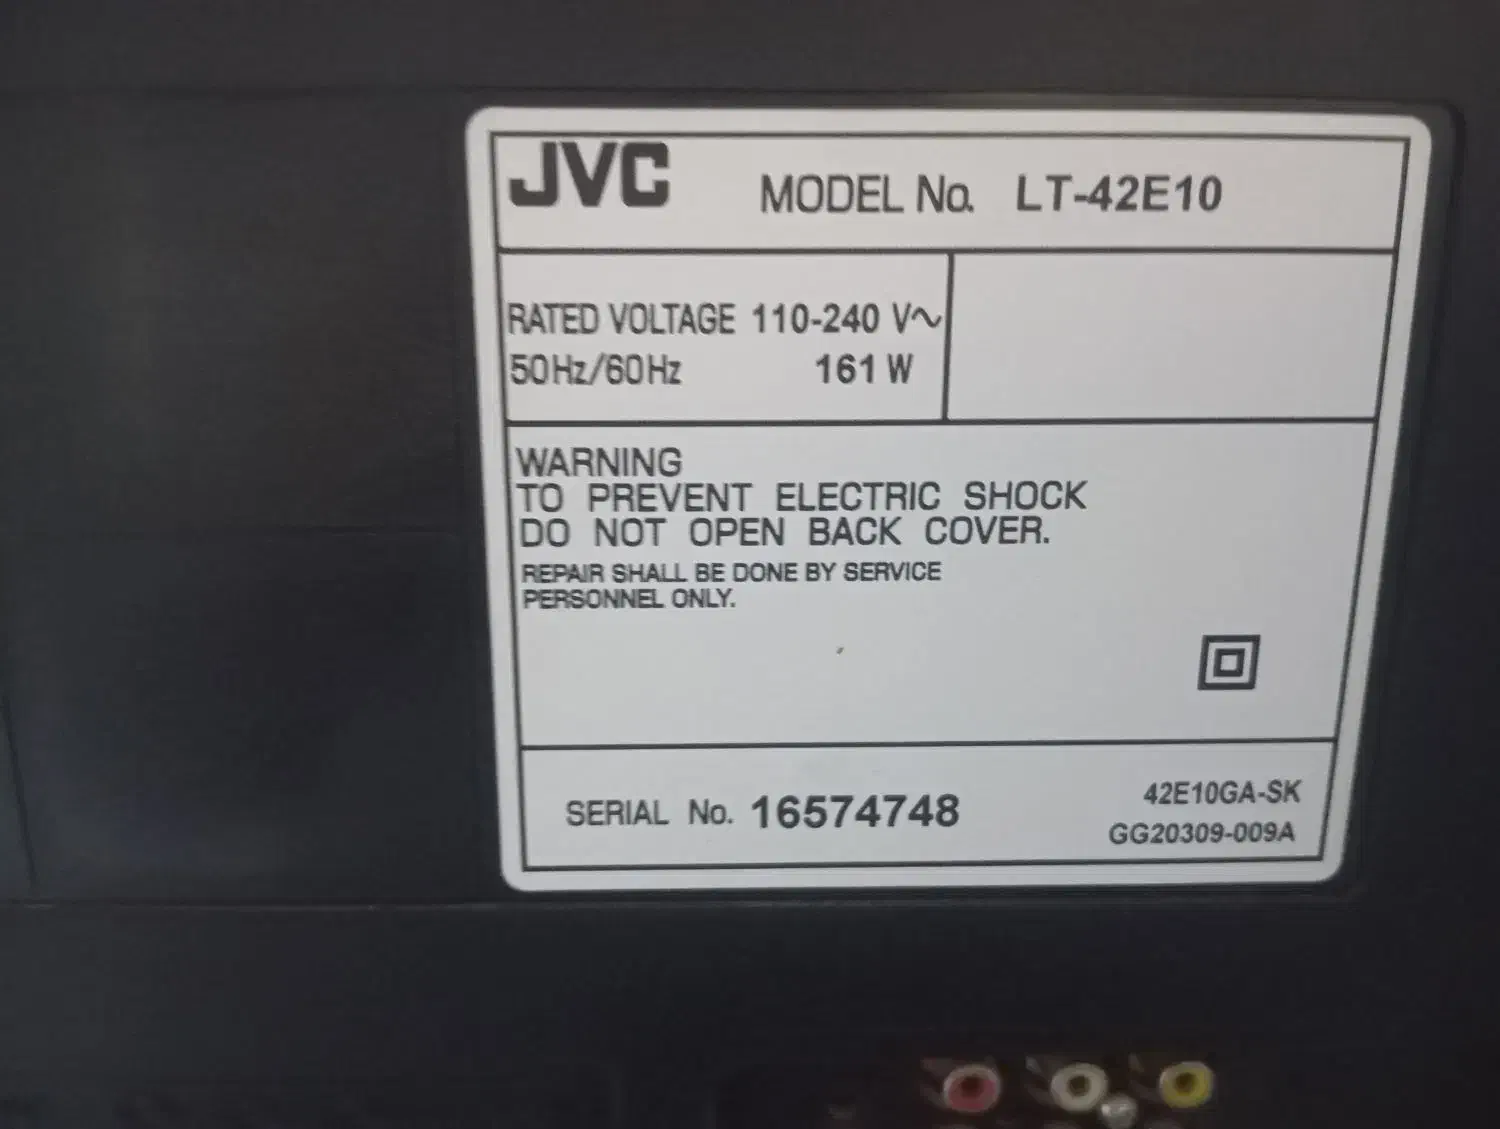 JVC MODEL No. LT-42E10
RATED VOLTAGE 110-240 V~
50Hz/60Hz 161 W
WARNING
TO PREVENT ELECTRIC SHOCK
DO NOT OPEN BACK COVER.
REPAIR SHALL BE DONE BY SERVICE
PERSONNEL ONLY.
SERIAL No. 16574748
42E10GA-SK
GG20309-009A